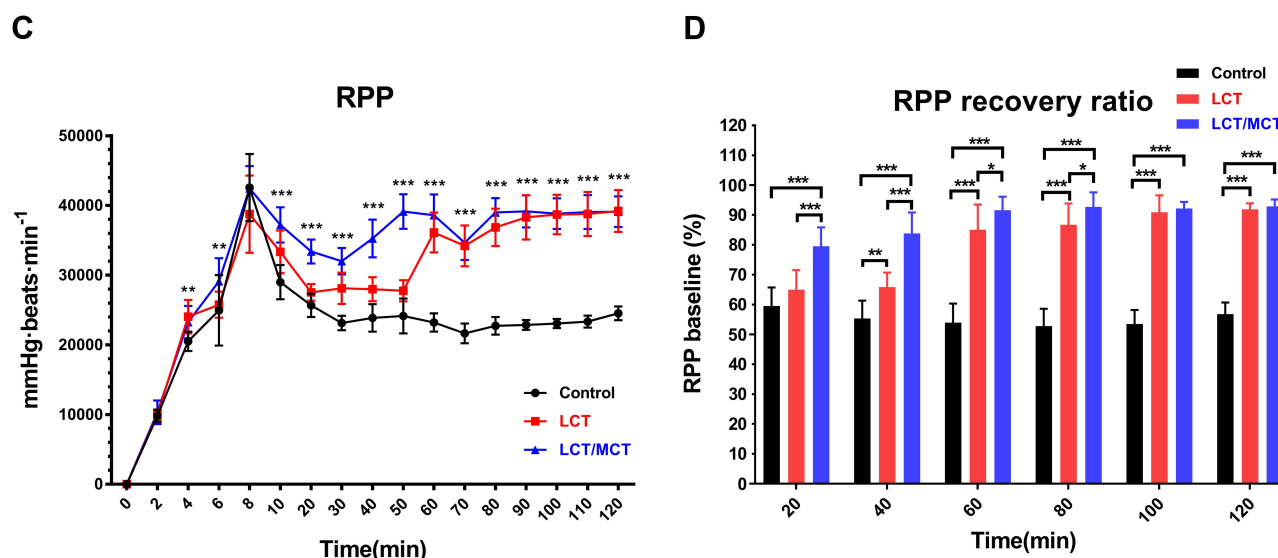 C
RPP
mmHg·beats·min⁻¹
50000
40000
30000
20000
10000
0
** ** *** *** *** *** *** *** *** *** *** *** *** ***
Control
LCT
LCT/MCT
0 2 4 6 8 10 20 30 40 50 60 70 80 90 100 110 120
Time(min)
D
RPP recovery ratio
Control
LCT
LCT/MCT
RPP baseline (%)
120
110
100
90
80
70
60
50
40
30
20
10
0
*** ***
*** *** **
*** *** *
*** *** *
*** ***
*** ***
20 40 60 80 100 120
Time(min)